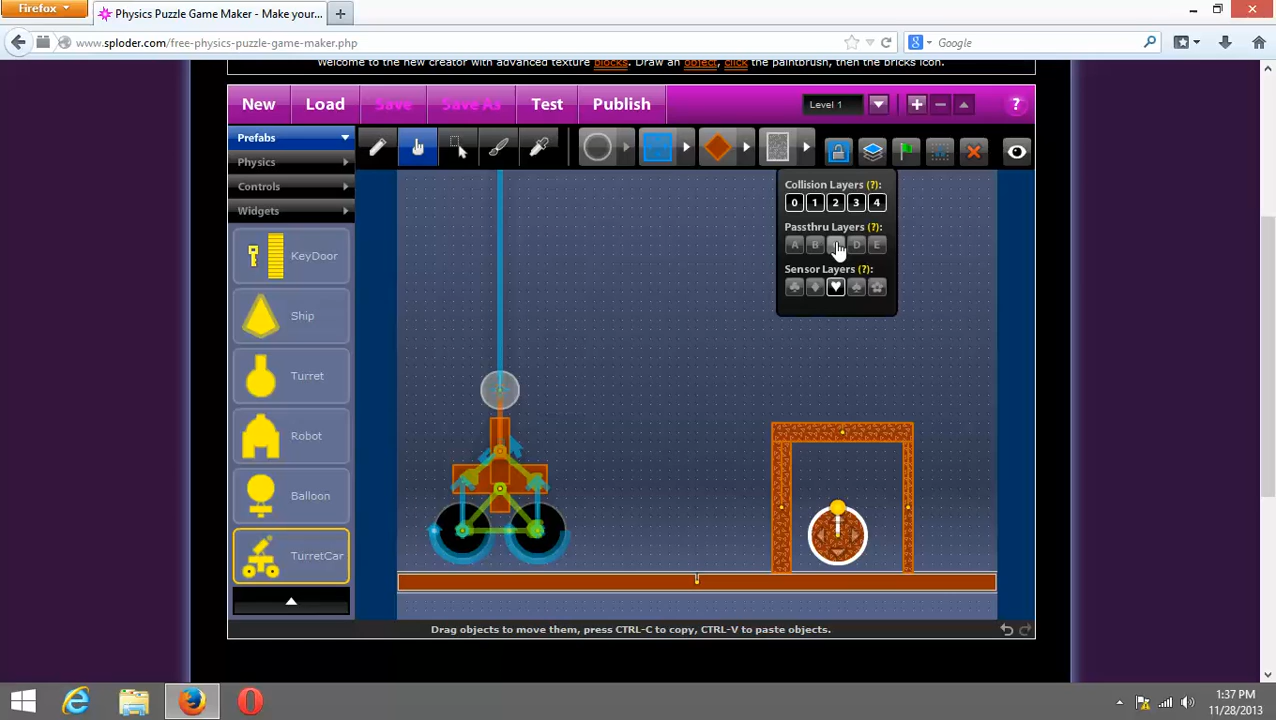 Firefox
Physics Puzzle Game Maker - Make your...
www.sploder.com/free-physics-puzzle-game-maker.php
Google
Welcome to the new creator with advanced texture blocks. Draw an object, click the paintbrush, then the bricks icon.
New
Load
Save
Save As
Test
Publish
Level 1
?
Prefabs
Physics
Controls
Widgets
KeyDoor
Ship
Turret
Robot
Balloon
TurretCar
Collision Layers (?):
0 1 2 3 4
Passthru Layers (?):
A B D E
Sensor Layers (?):
Drag objects to move them, press CTRL-C to copy, CTRL-V to paste objects.
1:37 PM
11/28/2013